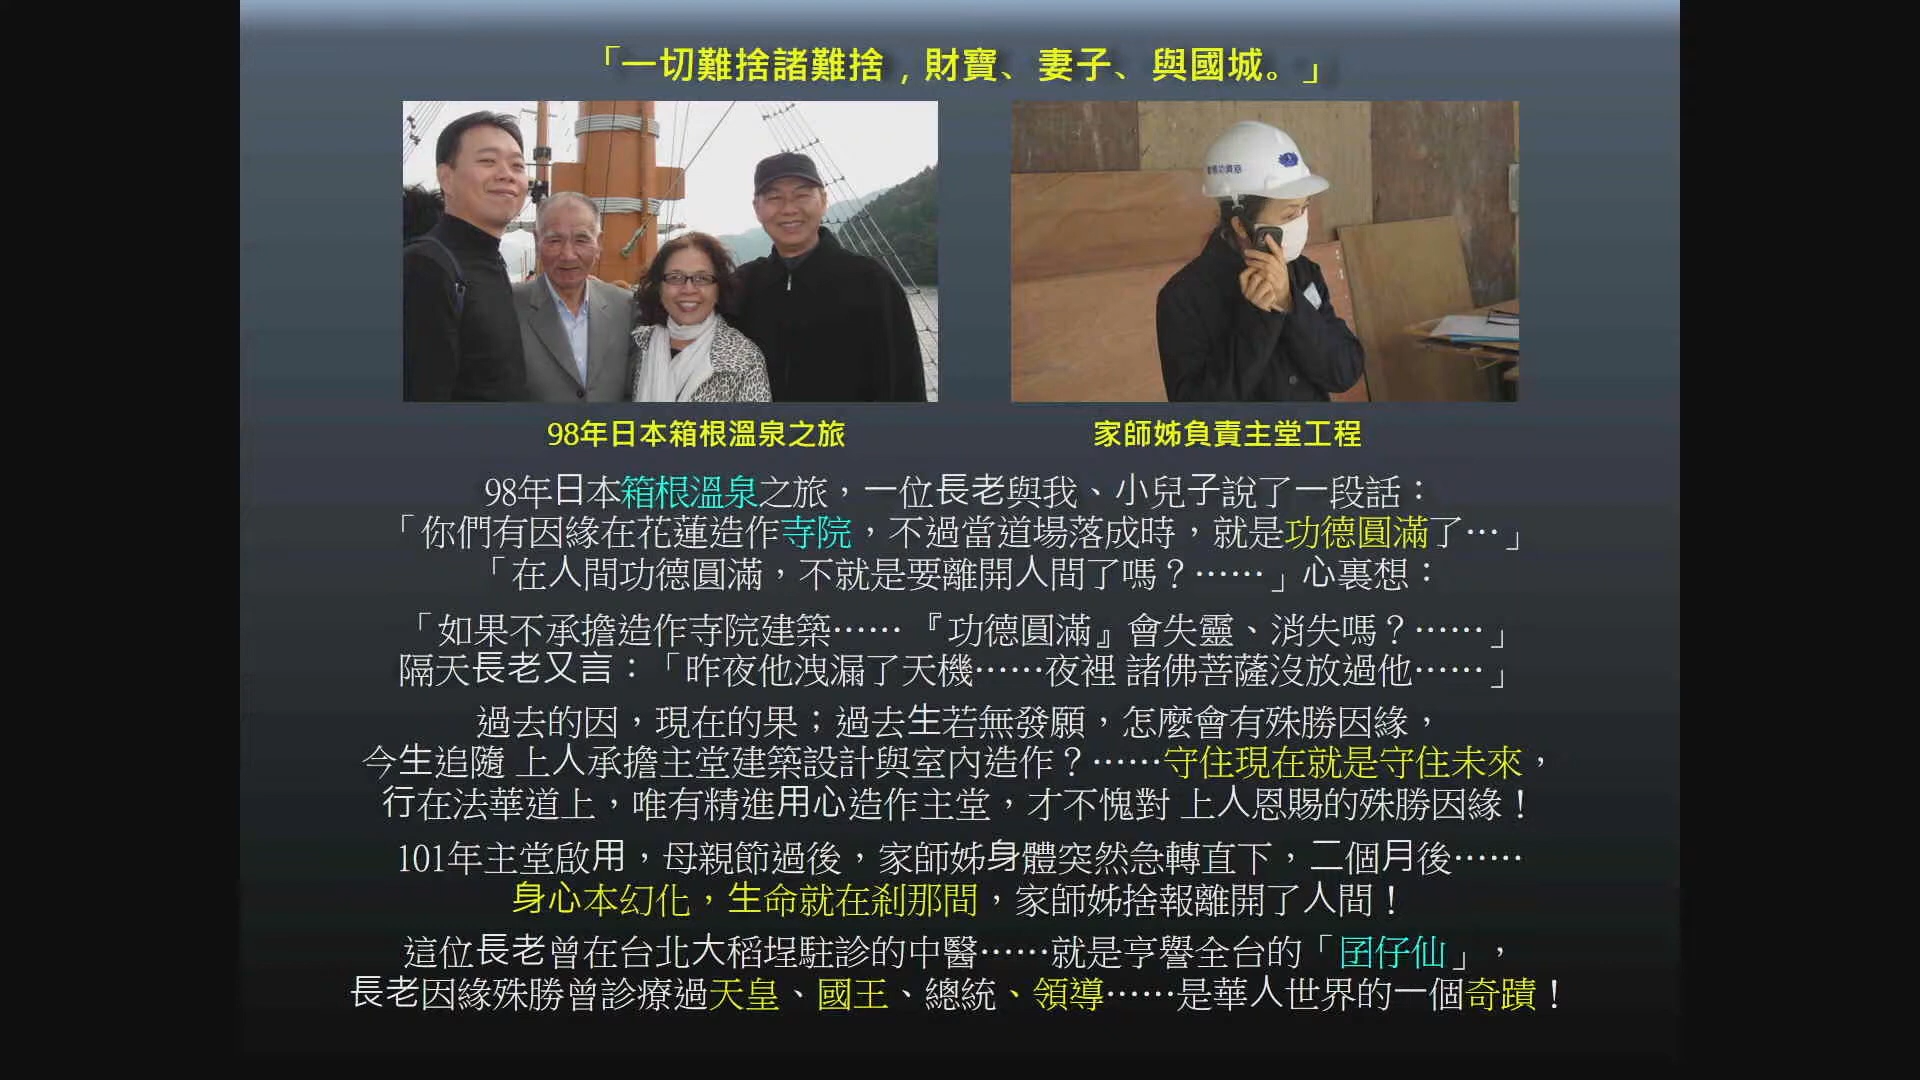 「一切難捨諸難捨，財寶、妻子、與國城。」
98年日本箱根溫泉之旅
家師姊負責主堂工程
98年日本箱根溫泉之旅，一位長老與我、小兒子說了一段話：
「你們有因緣在花蓮造作寺院，不過當道場落成時，就是功德圓滿了…」
「在人間功德圓滿，不就是要離開人間了嗎？……」心裏想：
「如果不承擔造作寺院建築……『功德圓滿』會失靈、消失嗎？……」
隔天長老又言：「昨夜他洩漏了天機……夜裡 諸佛菩薩沒放過他……」
過去的因，現在的果；過去生若無發願，怎麼會有殊勝因緣，
今生追隨 上人承擔主堂建築設計與室內造作？……守住現在就是守住未來，
行在法華道上，唯有精進用心造作主堂，才不愧對 上人恩賜的殊勝因緣！
101年主堂啟用，母親節過後，家師姊身體突然急轉直下，二個月後……
身心本幻化，生命就在剎那間，家師姊捨報離開了人間！
這位長老曾在台北大稻埕駐診的中醫……就是亨譽全台的「囝仔仙」，
長老因緣殊勝曾診療過天皇、國王、總統、領導……是華人世界的一個奇蹟！